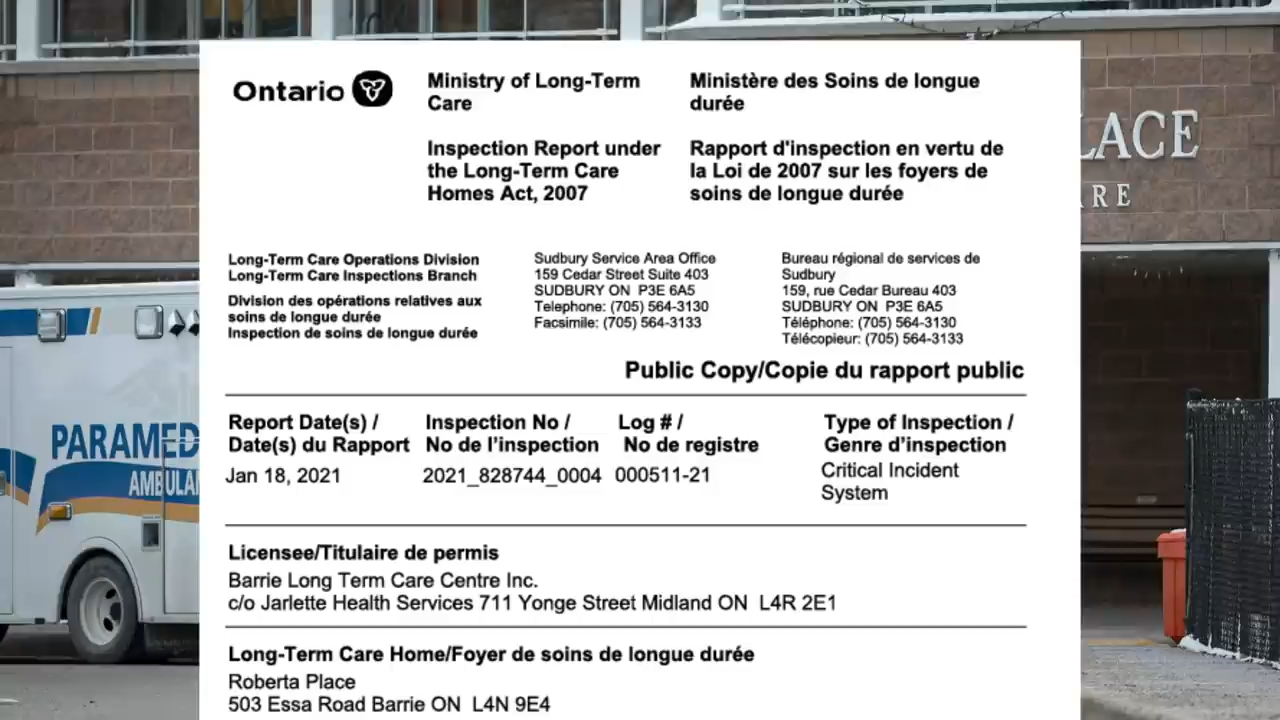 Ontario
Ministry of Long-Term
Care
Inspection Report under
the Long-Term Care
Homes Act, 2007
Ministère des Soins de longue
durée
Rapport d'inspection en vertu de
la Loi de 2007 sur les foyers de
soins de longue durée
Long-Term Care Operations Division
Long-Term Care Inspections Branch
Division des opérations relatives aux
soins de longue durée
Inspection de soins de longue durée
Sudbury Service Area Office
159 Cedar Street Suite 403
SUDBURY ON P3E 6A5
Telephone: (705) 564-3130
Facsimile: (705) 564-3133
Bureau régional de services de
Sudbury
159, rue Cedar Bureau 403
SUDBURY ON P3E 6A5
Téléphone: (705) 564-3130
Télécopieur: (705) 564-3133
Public Copy/Copie du rapport public
Report Date(s) /
Date(s) du Rapport
Jan 18, 2021
Inspection No /
No de l'inspection
2021_828744_0004
Log # /
No de registre
000511-21
Type of Inspection /
Genre d'inspection
Critical Incident
System
Licensee/Titulaire de permis
Barrie Long Term Care Centre Inc.
c/o Jarlette Health Services 711 Yonge Street Midland ON L4R 2E1
Long-Term Care Home/Foyer de soins de longue durée
Roberta Place
503 Essa Road Barrie ON L4N 9E4
PARAMED
AMBULAN
LACE
RE